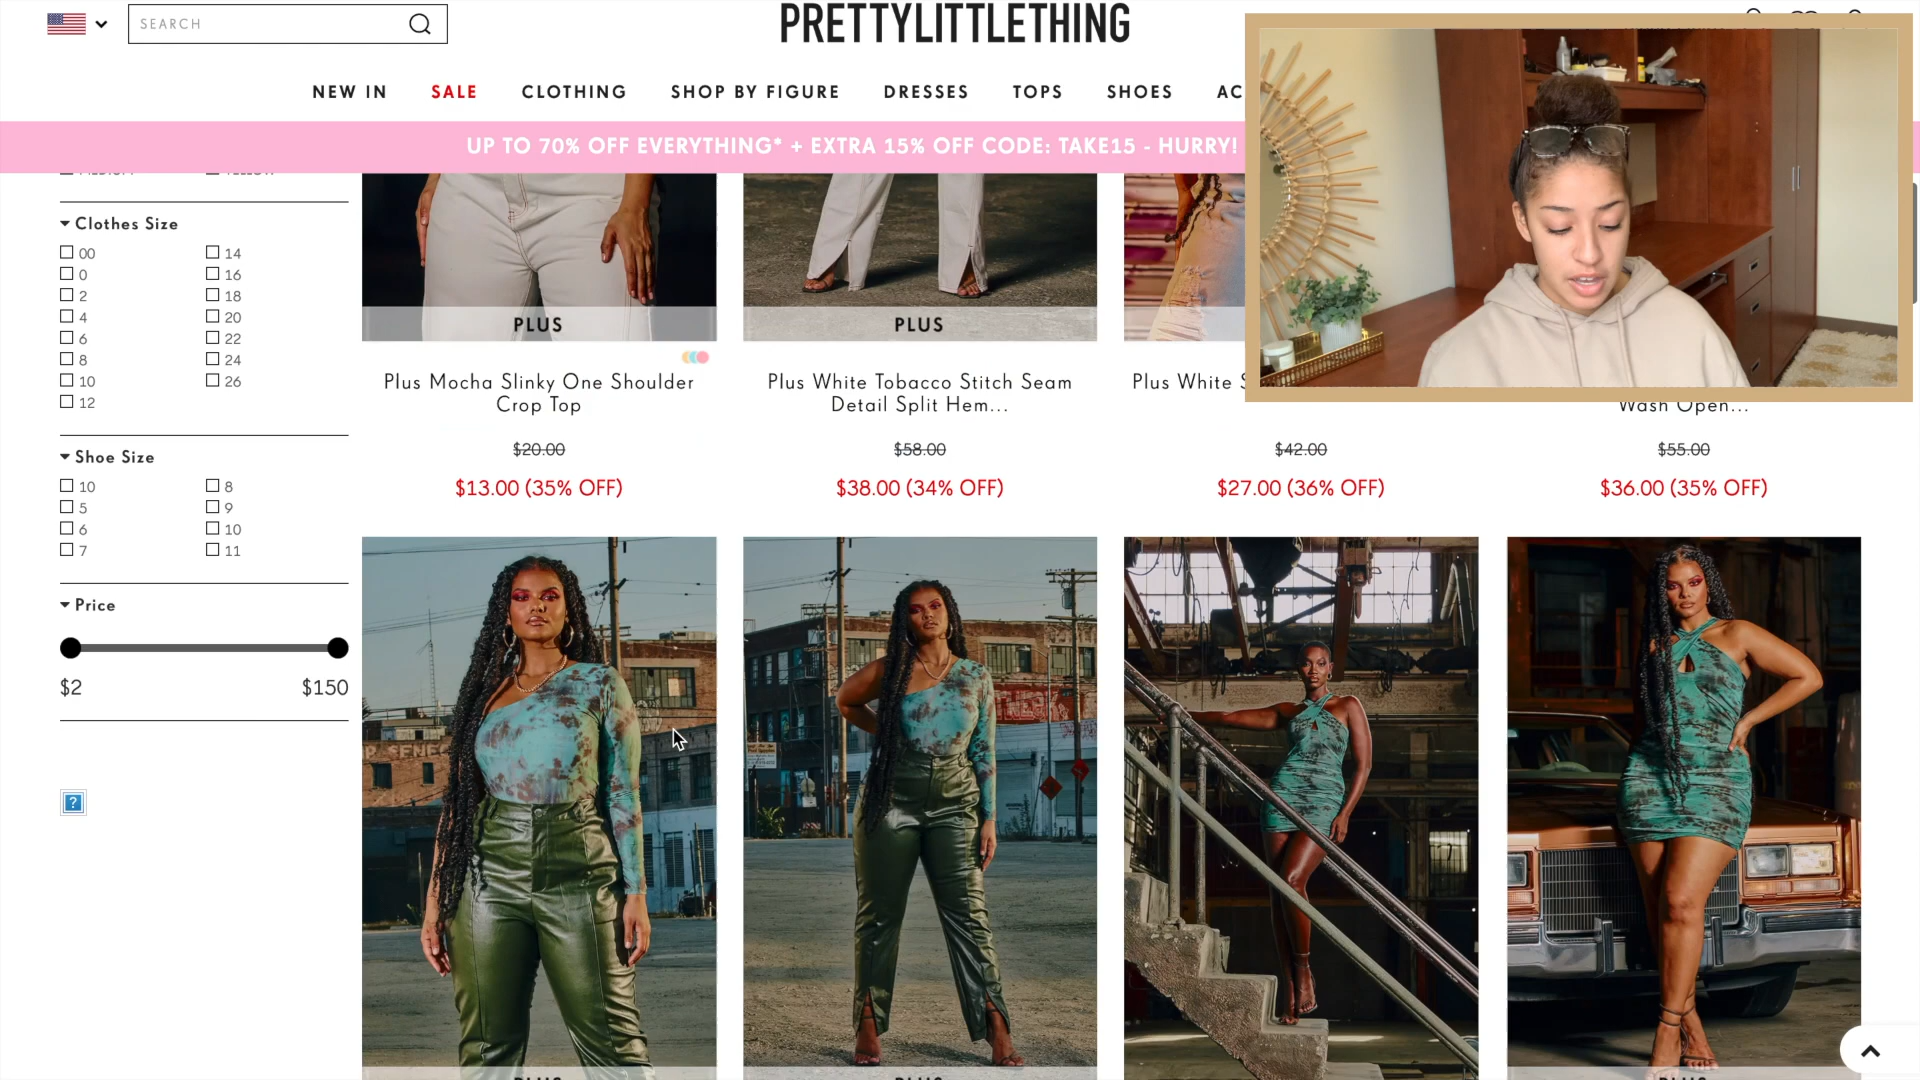 SEARCH
PRETTYLITTLETHING
NEW IN
SALE
CLOTHING
SHOP BY FIGURE
DRESSES
TOPS
SHOES
AC
UP TO 70% OFF EVERYTHING* + EXTRA 15% OFF CODE: TAKE15 - HURRY!
Clothes Size
00
14
0
16
2
18
4
20
6
22
8
24
10
26
12
Shoe Size
10
8
5
9
6
10
7
11
Price
$2
$150
PLUS
PLUS
Plus Mocha Slinky One Shoulder
Crop Top
$20.00
$13.00 (35% OFF)
Plus White Tobacco Stitch Seam
Detail Split Hem...
$58.00
$38.00 (34% OFF)
Plus White
$42.00
$27.00 (36% OFF)
Wash Open...
$55.00
$36.00 (35% OFF)
PLUS
PLUS
PLUS